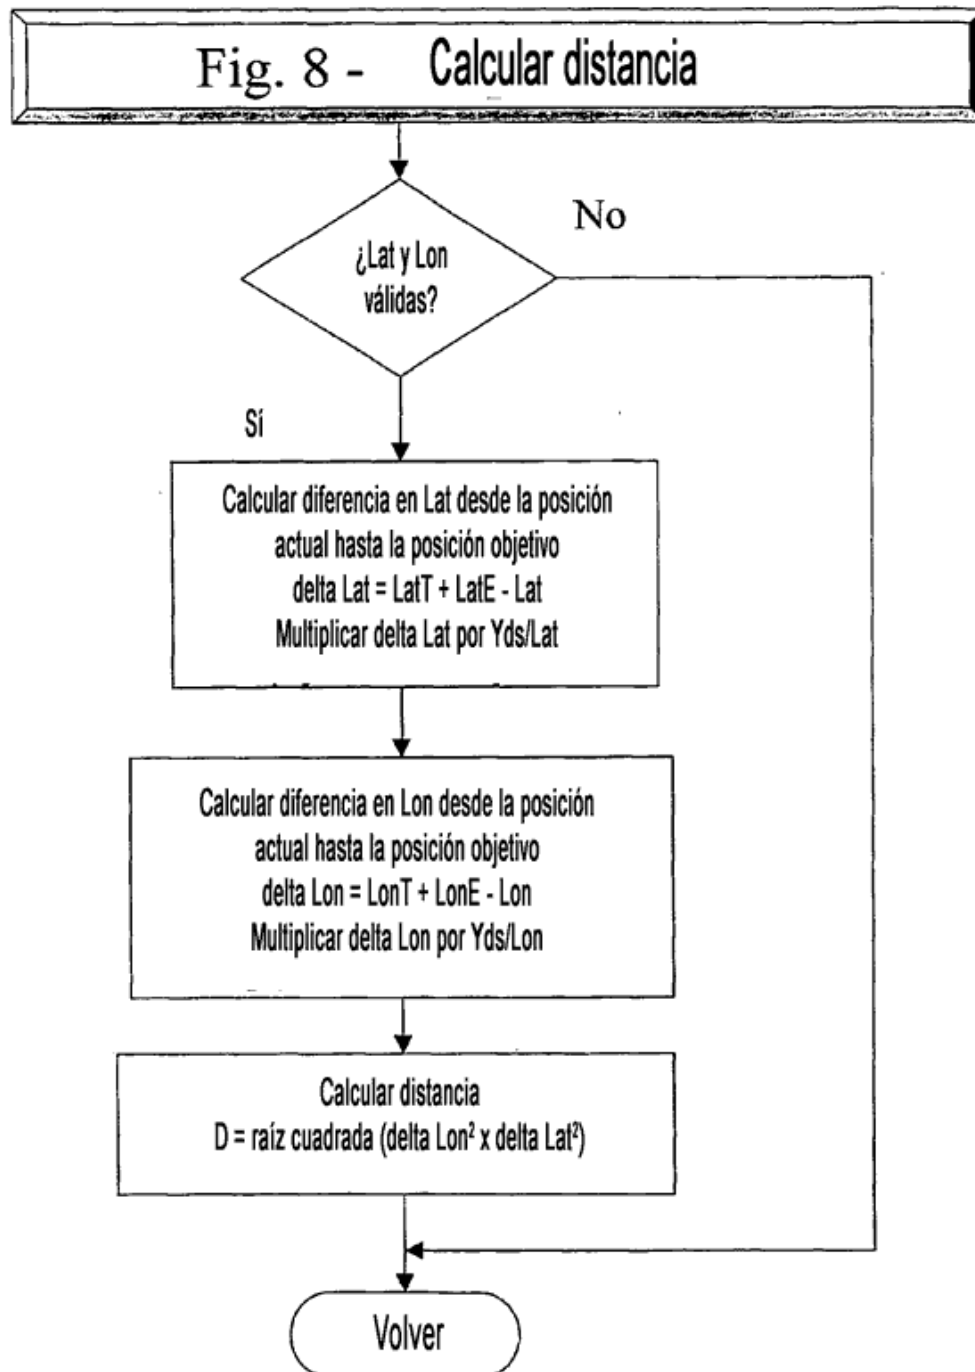 Fig. 8 - Calcular distancia
No
¿Lat y Lon
válidas?
Sí
Calcular diferencia en Lat desde la posición
actual hasta la posición objetivo
delta Lat = LatT + LatE - Lat
Multiplicar delta Lat por Yds/Lat
Calcular diferencia en Lon desde la posición
actual hasta la posición objetivo
delta Lon = LonT + LonE - Lon
Multiplicar delta Lon por Yds/Lon
Calcular distancia
D = raíz cuadrada (delta Lon² x delta Lat²)
Volver